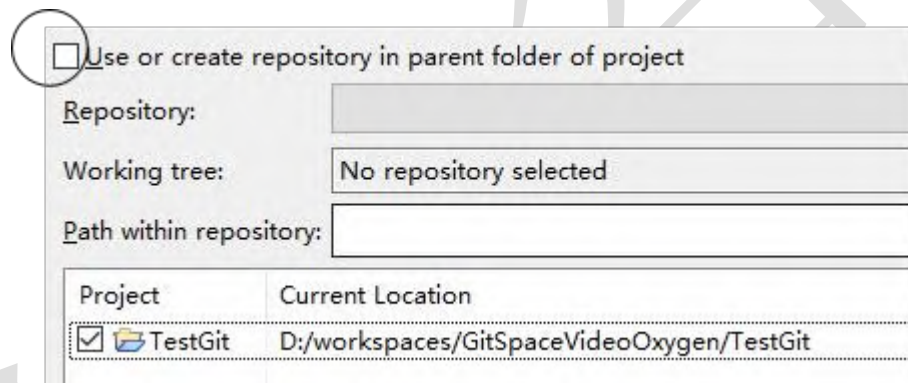 Use or create repository in parent folder of project
Repository:
Working tree: No repository selected
Path within repository:
Project Current Location
TestGit D:/workspaces/GitSpaceVideoOxygen/TestGit